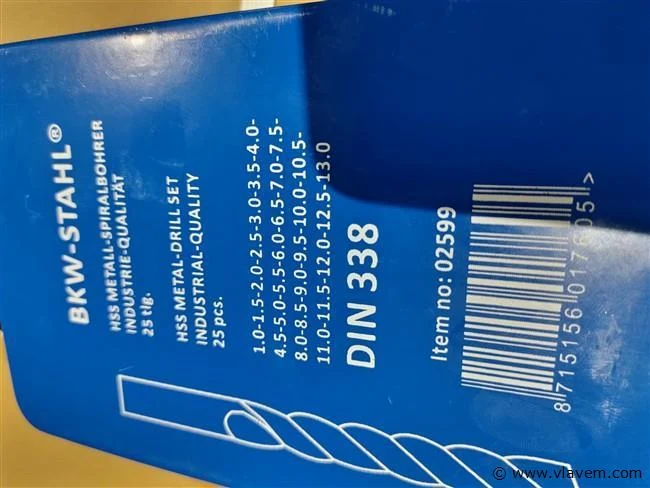 BKW-STAHL®
HSS METALL-SPIRALBOHRER
INDUSTRIE-QUALITÄT
25 tlg.
HSS METAL-DRILL SET
INDUSTRIAL-QUALITY
25 pcs.
1.0-1.5-2.0-2.5-3.0-3.5-4.0-
4.5-5.0-5.5-6.0-6.5-7.0-7.5-
8.0-8.5-9.0-9.5-10.0-10.5-
11.0-11.5-12.0-12.5-13.0
DIN 338
Item no: 02599
8 715156 017605 >
© www.vlavem.com